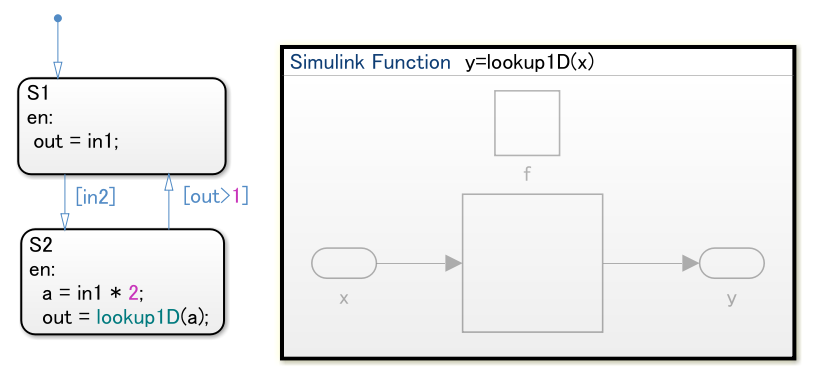 S1
en:
out = in1;
[in2]
[out>1]
S2
en:
a = in1 * 2;
out = lookup1D(a);
Simulink Function y=lookup1D(x)
f
x
y